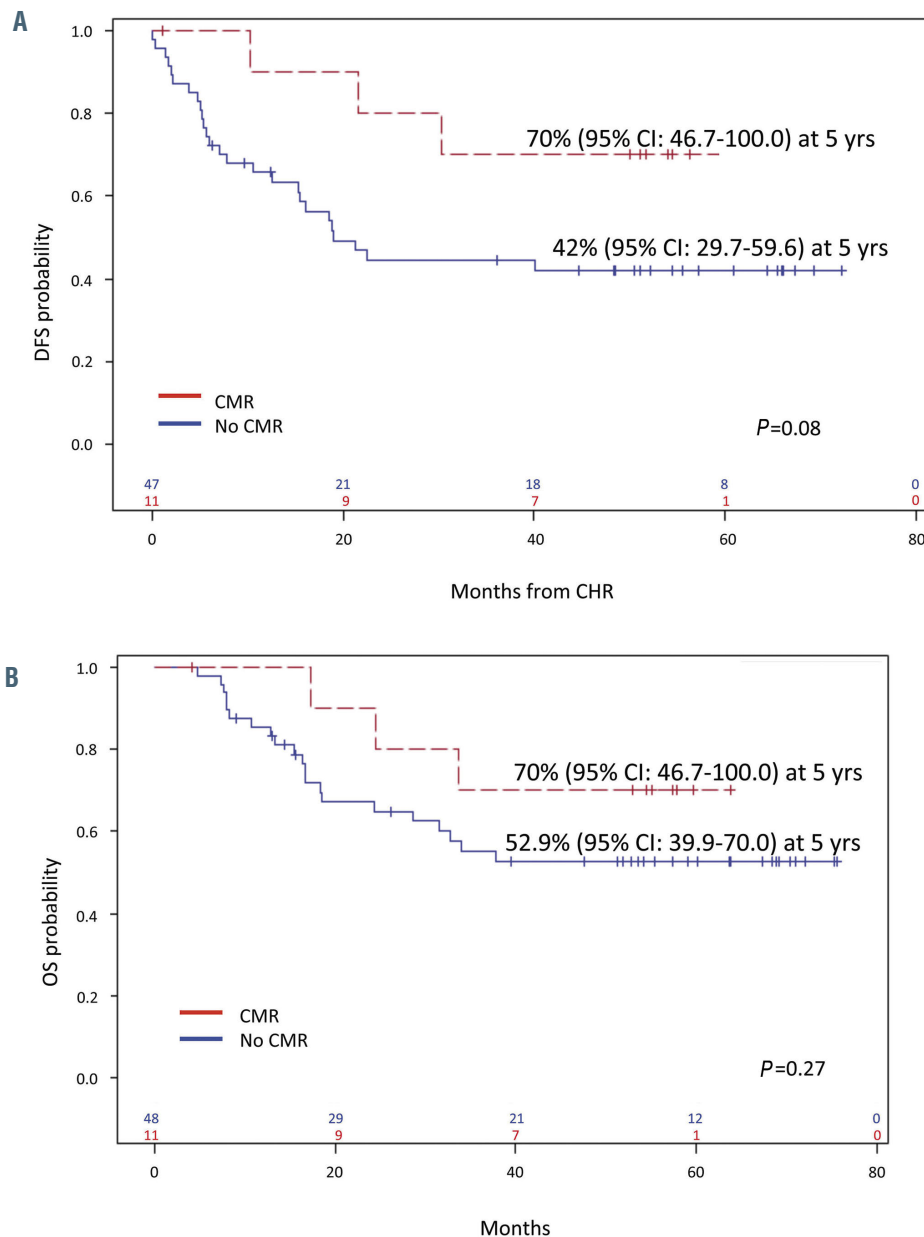 A
1.0
0.8
0.6
0.4
0.2
0.0
DFS probability
70% (95% CI: 46.7-100.0) at 5 yrs
42% (95% CI: 29.7-59.6) at 5 yrs
CMR
No CMR
P=0.08
47 21 18 8 0
11 9 7 1 0
0 20 40 60 80
Months from CHR
B
1.0
0.8
0.6
0.4
0.2
0.0
OS probability
70% (95% CI: 46.7-100.0) at 5 yrs
52.9% (95% CI: 39.9-70.0) at 5 yrs
CMR
No CMR
P=0.27
48 29 21 12 0
11 9 7 1 0
0 20 40 60 80
Months